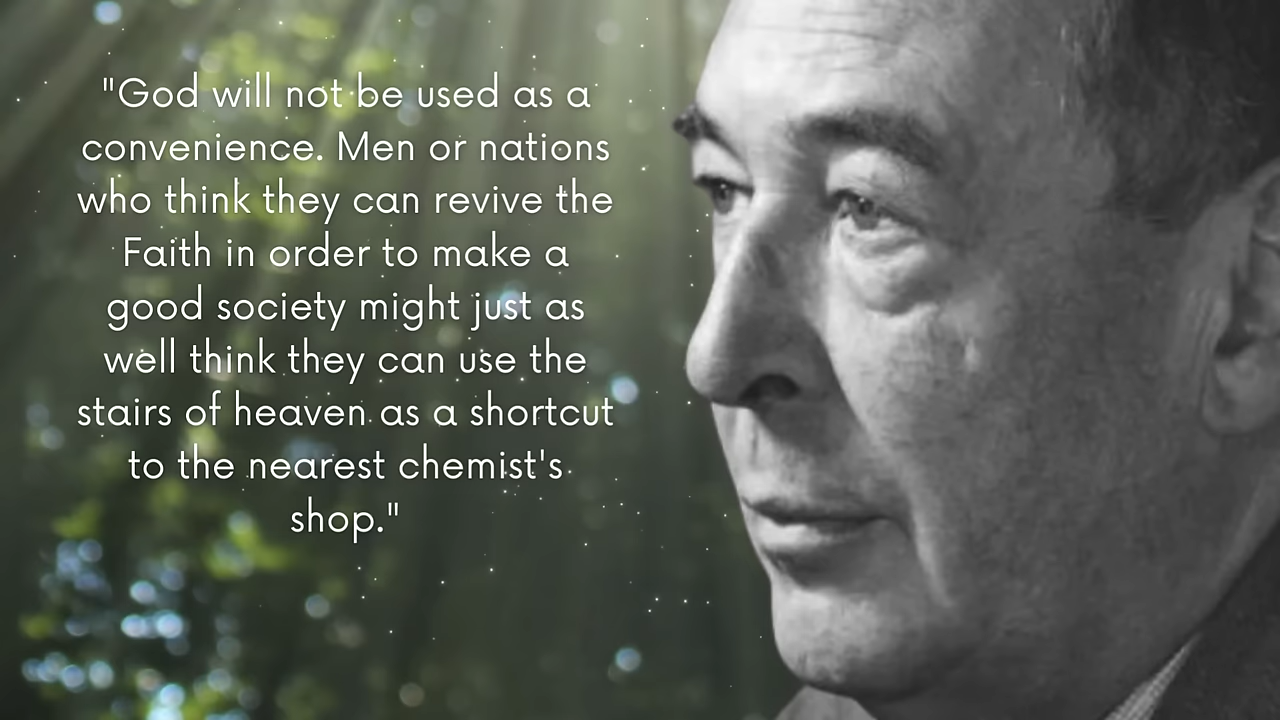 "God will not be used as a
convenience. Men or nations
who think they can revive the
Faith in order to make a
good society might just as
well think they can use the
stairs of heaven as a shortcut
to the nearest chemist's
shop."